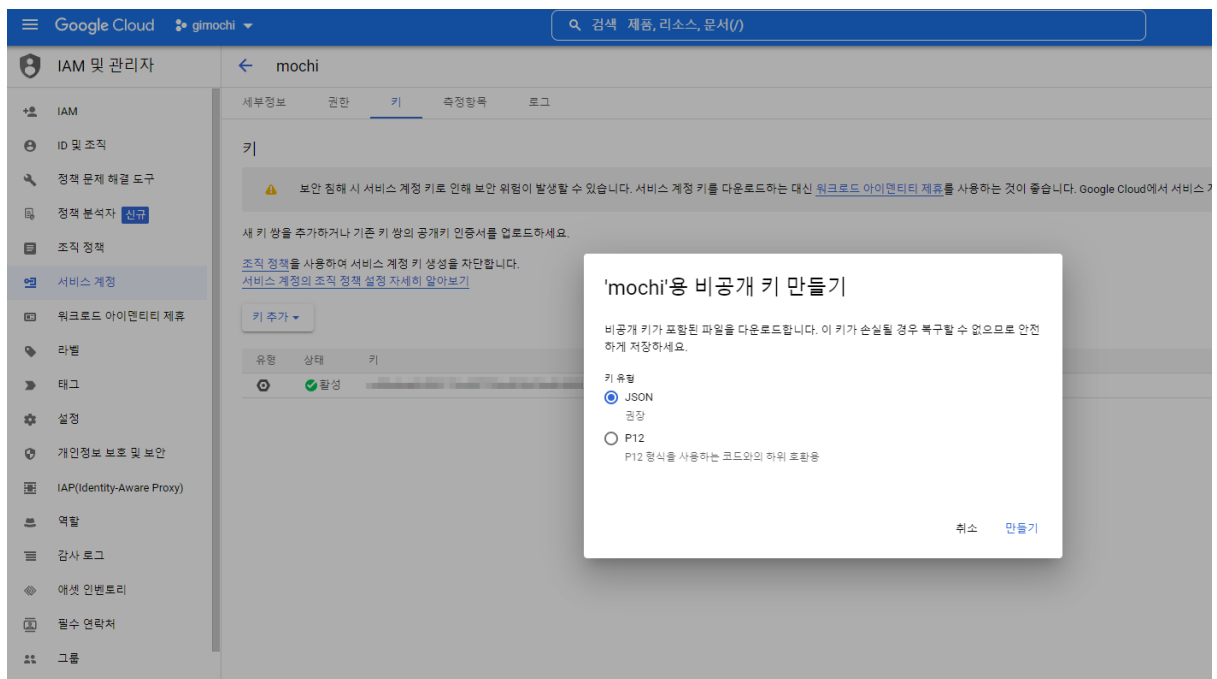 Google Cloud
gimochi
검색 제품, 리소스, 문서(/)
IAM 및 관리자
IAM
ID 및 조직
정책 문제 해결 도구
정책 분석자 신규
조직 정책
서비스 계정
워크로드 아이덴티티 제휴
라벨
태그
설정
개인정보 보호 및 보안
IAP(Identity-Aware Proxy)
역할
감사 로그
애셋 인벤토리
필수 연락처
그룹
mochi
세부정보 권한 키 측정항목 로그
키
보안 침해 시 서비스 계정 키로 인해 보안 위험이 발생할 수 있습니다. 서비스 계정 키를 다운로드하는 대신 워크로드 아이덴티티 제휴를 사용하는 것이 좋습니다. Google Cloud에서 서비스
새 키 쌍을 추가하거나 기존 키 쌍의 공개키 인증서를 업로드하세요.
조직 정책을 사용하여 서비스 계정 키 생성을 차단합니다.
서비스 계정의 조직 정책 설정 자세히 알아보기
키 추가
유형 상태 키
활성
'mochi'용 비공개 키 만들기
비공개 키가 포함된 파일을 다운로드합니다. 이 키가 손실될 경우 복구할 수 없으므로 안전
하게 저장하세요.
키 유형
JSON
권장
P12
P12 형식을 사용하는 코드와의 하위 호환용
취소 만들기